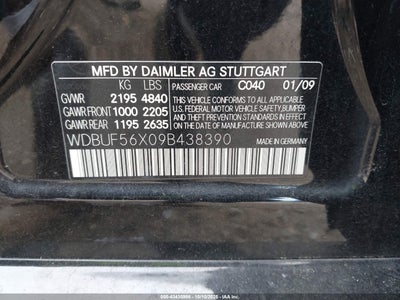 MFD BY DAIMLER AG STUTTGART
KG LBS PASSENGER CAR C040 01/09
GVWR 2195 4840
GAWR FRONT 1000 2205
GAWR REAR 1195 2635
THIS VEHICLE CONFORMS TO ALL APPLICABLE
U.S. FEDERAL MOTOR VEHICLE SAFETY, BUMPER
AND THEFT PREVENTION STANDARDS IN EFFECT
ON THE DATE OF MANUFACTURE SHOWN ABOVE.
WDBUF56X09B438390
MADE IN GERMANY